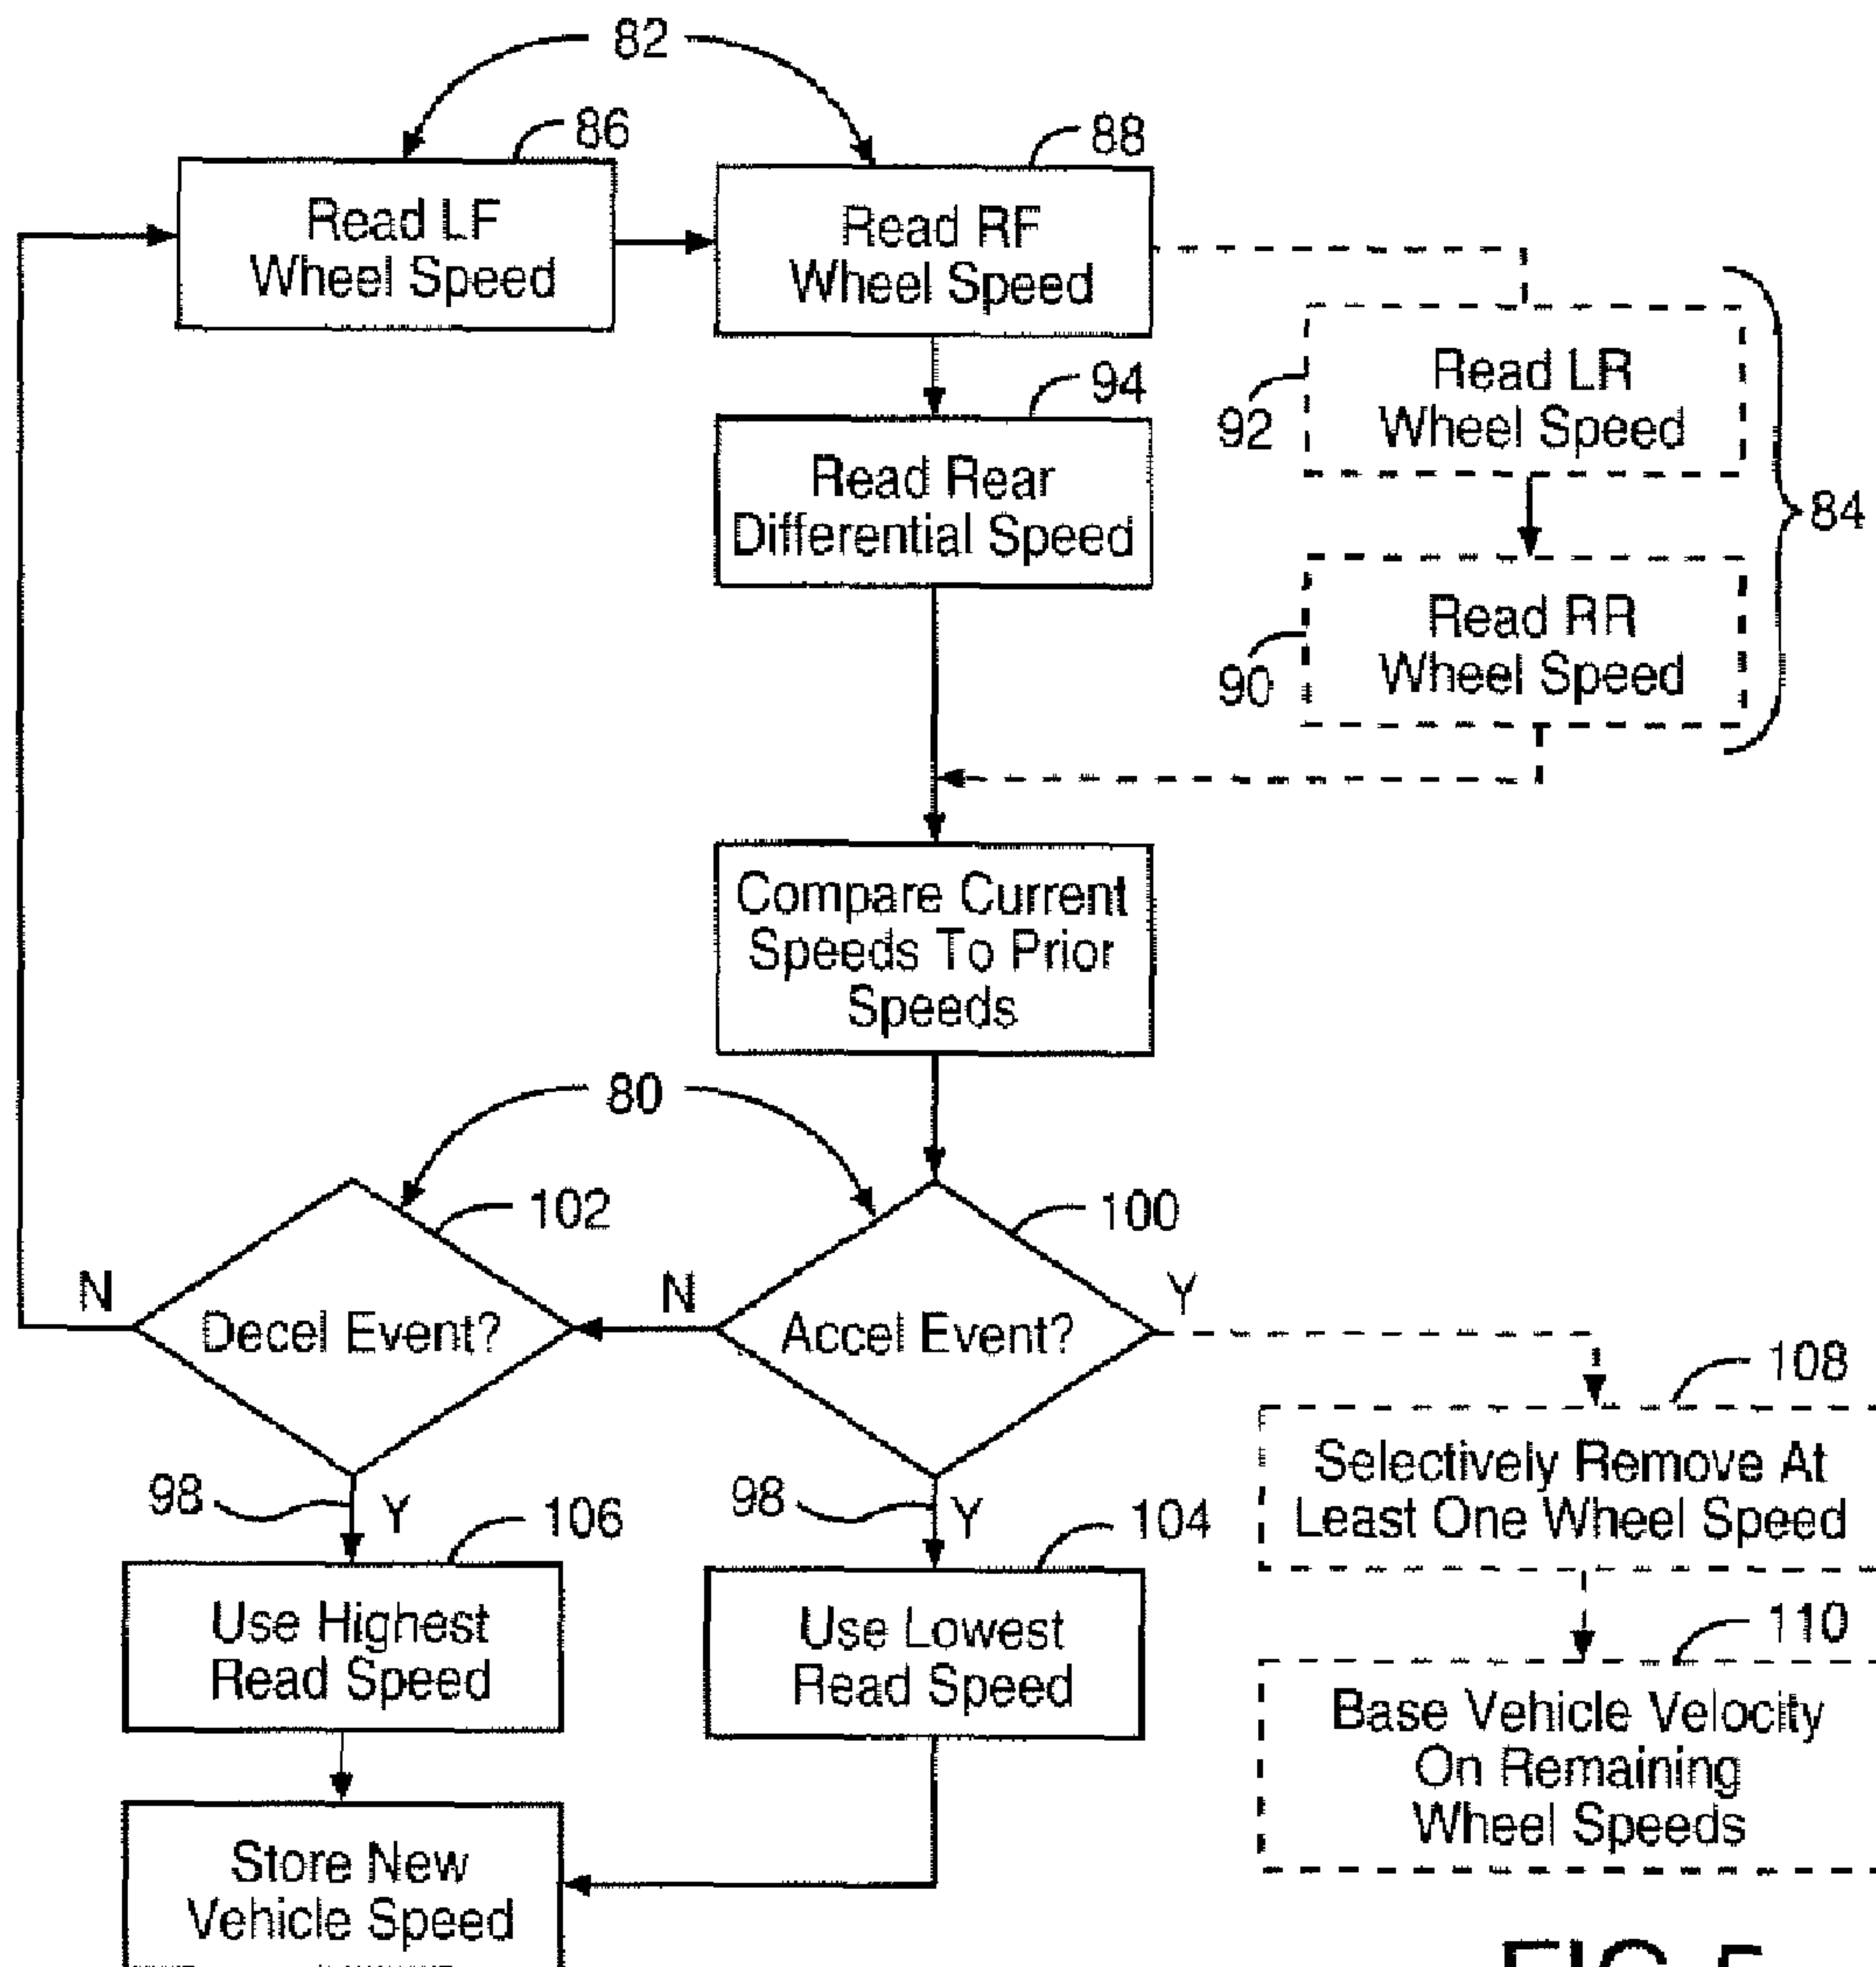 82
86
88
Read LF
Wheel Speed
Read RF
Wheel Speed
94
92
Read LR
Wheel Speed
84
Read Rear
Differential Speed
90
Read RR
Wheel Speed
Compare Current
Speeds To Prior
Speeds
80
102
100
N
Decel Event?
N
Accel Event?
Y
108
98
Y
106
98
Y
104
Selectively Remove At
Least One Wheel Speed
Use Highest
Read Speed
Use Lowest
Read Speed
110
Base Vehicle Velocity
On Remaining
Wheel Speeds
Store New
Vehicle Speed